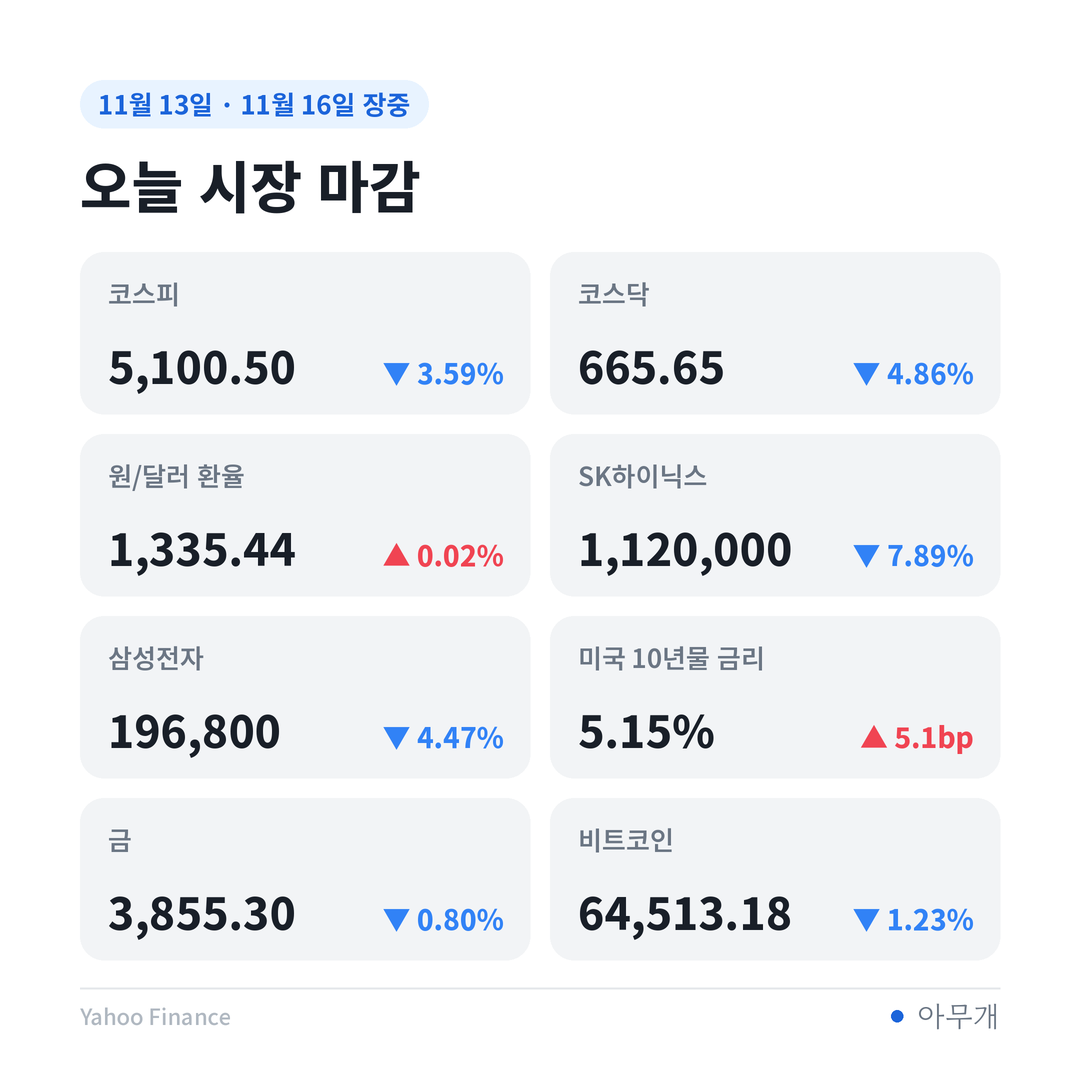 11월 13일 · 11월 16일 장중
오늘 시장 마감
코스피
5,100.50 ▼ 3.59%
코스닥
665.65 ▼ 4.86%
원/달러 환율
1,335.44 ▲ 0.02%
SK하이닉스
1,120,000 ▼ 7.89%
삼성전자
196,800 ▼ 4.47%
미국 10년물 금리
5.15% ▲ 5.1bp
금
3,855.30 ▼ 0.80%
비트코인
64,513.18 ▼ 1.23%
Yahoo Finance
아무개